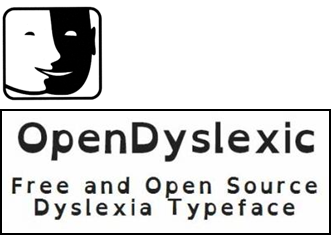 OpenDyslexic
Free and Open Source
Dyslexia Typeface